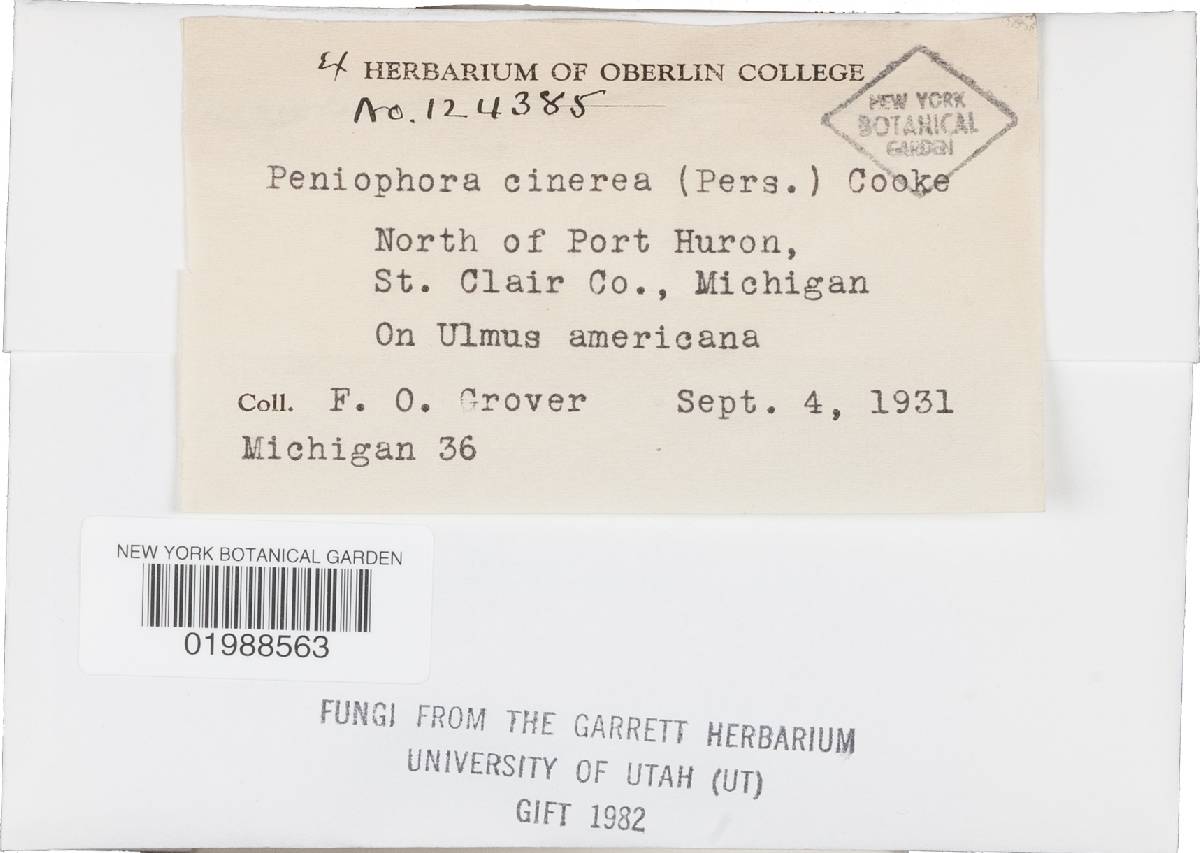 Ex HERBARIUM OF OBERLIN COLLEGE
No. 124385
NEW YORK
BOTANICAL
GARDEN
Peniophora cinerea (Pers.) Cooke
North of Port Huron,
St. Clair Co., Michigan
On Ulmus americana
Coll. F. O. Grover Sept. 4, 1931
Michigan 36
NEW YORK BOTANICAL GARDEN
01988563
FUNGI FROM THE GARRETT HERBARIUM
UNIVERSITY OF UTAH (UT)
GIFT 1982